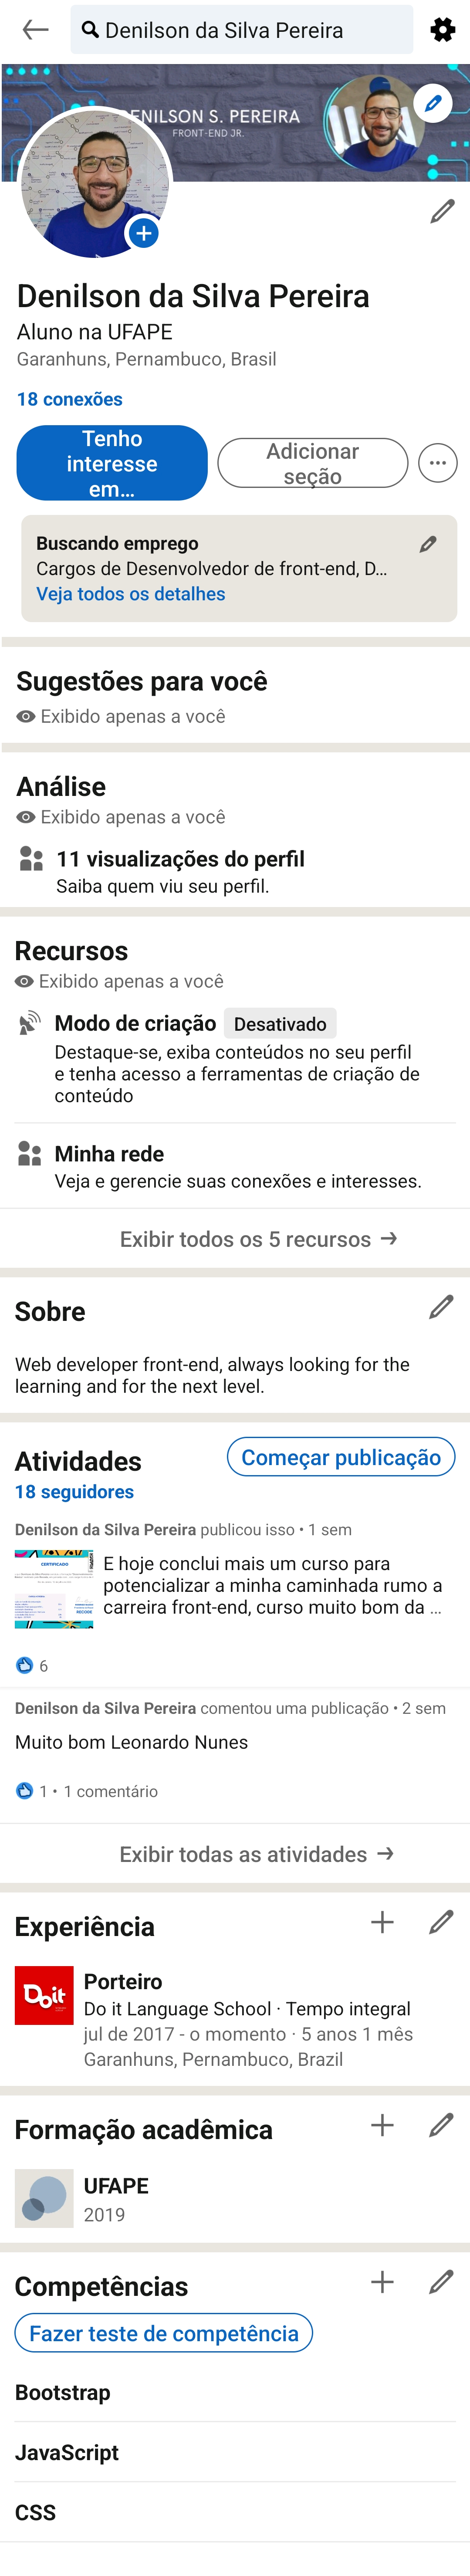 Denilson da Silva Pereira
DENILSON S. PEREIRA
FRONT-END JR.
Denilson da Silva Pereira
Aluno na UFAPE
Garanhuns, Pernambuco, Brasil
18 conexões
Tenho
interesse
em...
Adicionar
seção
Buscando emprego
Cargos de Desenvolvedor de front-end, D...
Veja todos os detalhes
Sugestões para você
Exibido apenas a você
Análise
Exibido apenas a você
11 visualizações do perfil
Saiba quem viu seu perfil.
Recursos
Exibido apenas a você
Modo de criação Desativado
Destaque-se, exiba conteúdos no seu perfil
e tenha acesso a ferramentas de criação de
conteúdo
Minha rede
Veja e gerencie suas conexões e interesses.
Exibir todos os 5 recursos →
Sobre
Web developer front-end, always looking for the
learning and for the next level.
Atividades
Começar publicação
18 seguidores
Denilson da Silva Pereira publicou isso • 1 sem
CERTIFICADO
RECODE
E hoje conclui mais um curso para
potencializar a minha caminhada rumo a
carreira front-end, curso muito bom da ...
6
Denilson da Silva Pereira comentou uma publicação • 2 sem
Muito bom Leonardo Nunes
1 • 1 comentário
Exibir todas as atividades →
Experiência
Do it
Porteiro
Do it Language School · Tempo integral
jul de 2017 - o momento · 5 anos 1 mês
Garanhuns, Pernambuco, Brazil
Formação acadêmica
UFAPE
2019
Competências
Fazer teste de competência
Bootstrap
JavaScript
CSS